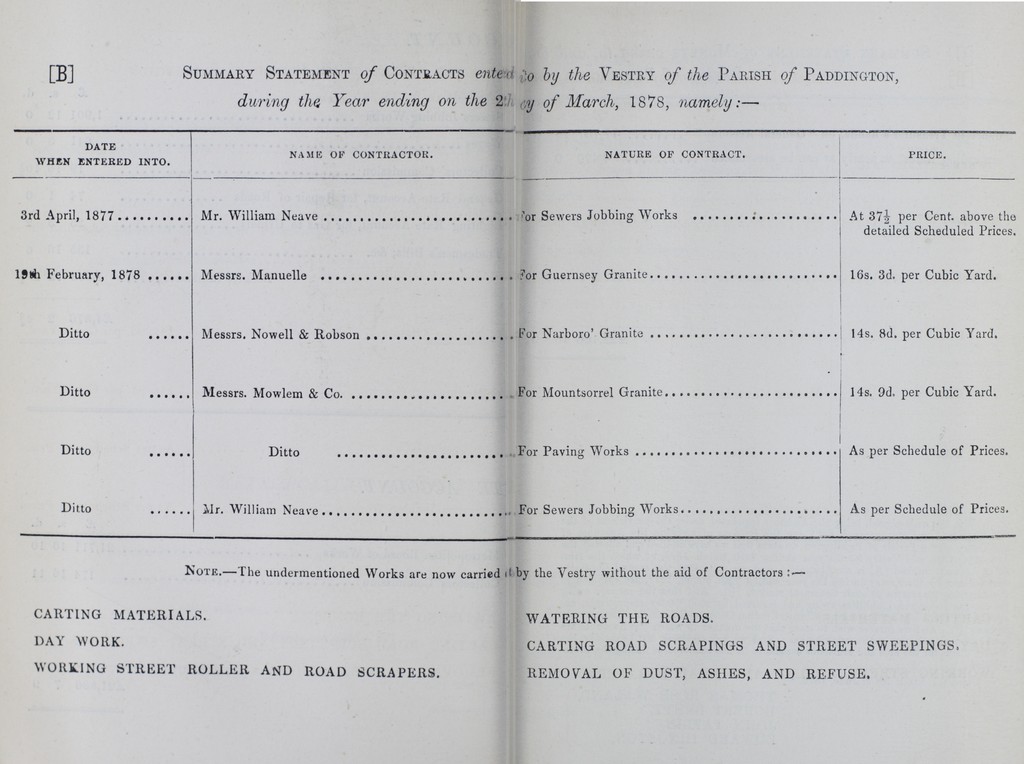 [B]
SUMMARY STATEMENT of CONTRACTS by the VESTRY of the PARISH of PADDINGTON,
during the Year ending on the of March, 1878, namely:—
DATE WHEN ENTERED INTO. NAME OF CONTRACTOR. NATURE OF CONTRACT. PRICE.
3rd April, 1877 .......... Mr. William Neave ........................ For Sewers Jobbing Works .................... At 37½ per Cent. above the
detailed Scheduled Prices.
19th February, 1878 ...... Messrs. Manuelle ........................ For Guernsey Granite .......................... 16s. 3d. per Cubic Yard.
Ditto ...... Messrs. Nowell & Robson .................... For Narboro' Granite .......................... 14s. 8d. per Cubic Yard.
Ditto ...... Messrs. Mowlem & Co. ...................... For Mountsorrel Granite ........................ 14s. 9d. per Cubic Yard.
Ditto ...... Ditto ........................ For Paving Works ............................ As per Schedule of Prices.
Ditto ...... Mr. William Neave ........................ For Sewers Jobbing Works ...................... As per Schedule of Prices.
NOTE.—The undermentioned Works are now carried by the Vestry without the aid of Contractors :—
CARTING MATERIALS.
DAY WORK.
WORKING STREET ROLLER AND ROAD SCRAPERS.
WATERING THE ROADS.
CARTING ROAD SCRAPINGS AND STREET SWEEPINGS.
REMOVAL OF DUST, ASHES, AND REFUSE.